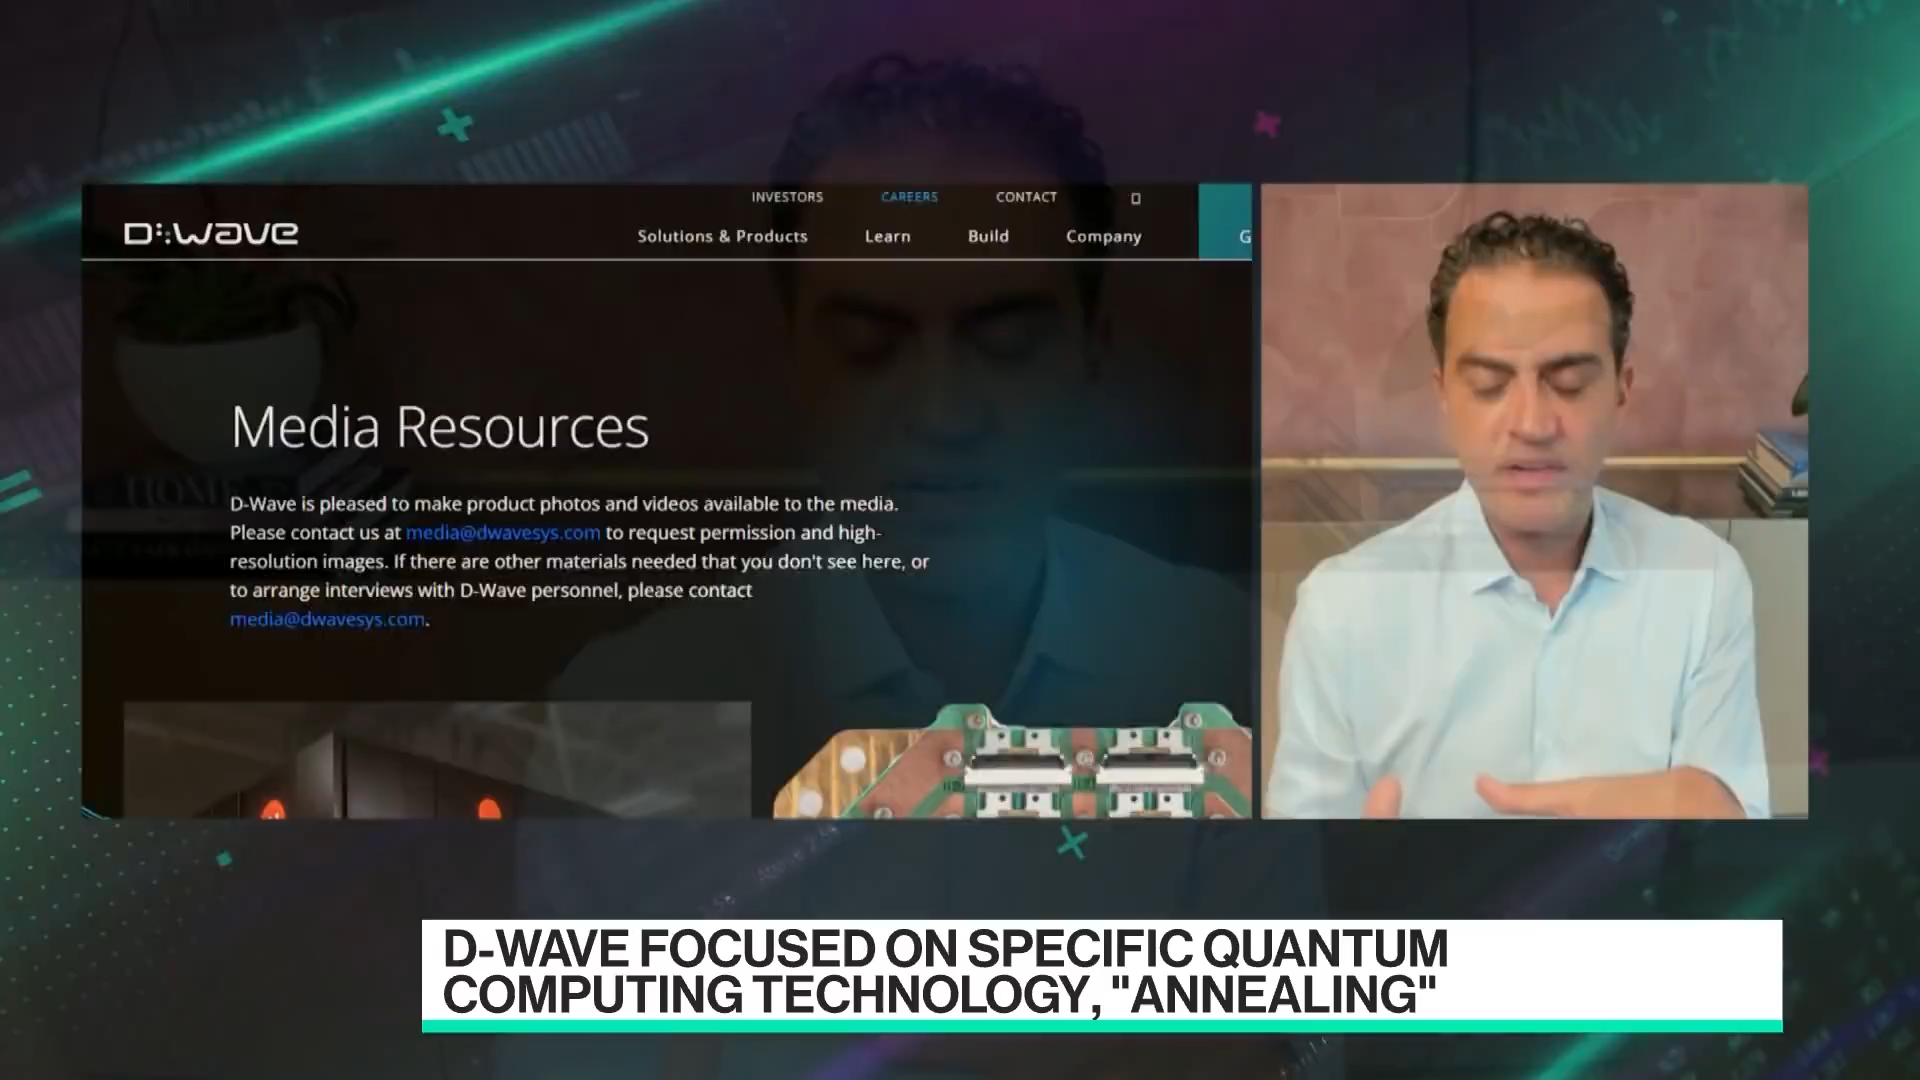 INVESTORS CAREERS CONTACT
D:Wave
Solutions & Products Learn Build Company G
Media Resources
D-Wave is pleased to make product photos and videos available to the media.
Please contact us at media@dwavesys.com to request permission and high-
resolution images. If there are other materials needed that you don't see here, or
to arrange interviews with D-Wave personnel, please contact
media@dwavesys.com.
HOME
D-WAVE FOCUSED ON SPECIFIC QUANTUM
COMPUTING TECHNOLOGY, "ANNEALING"